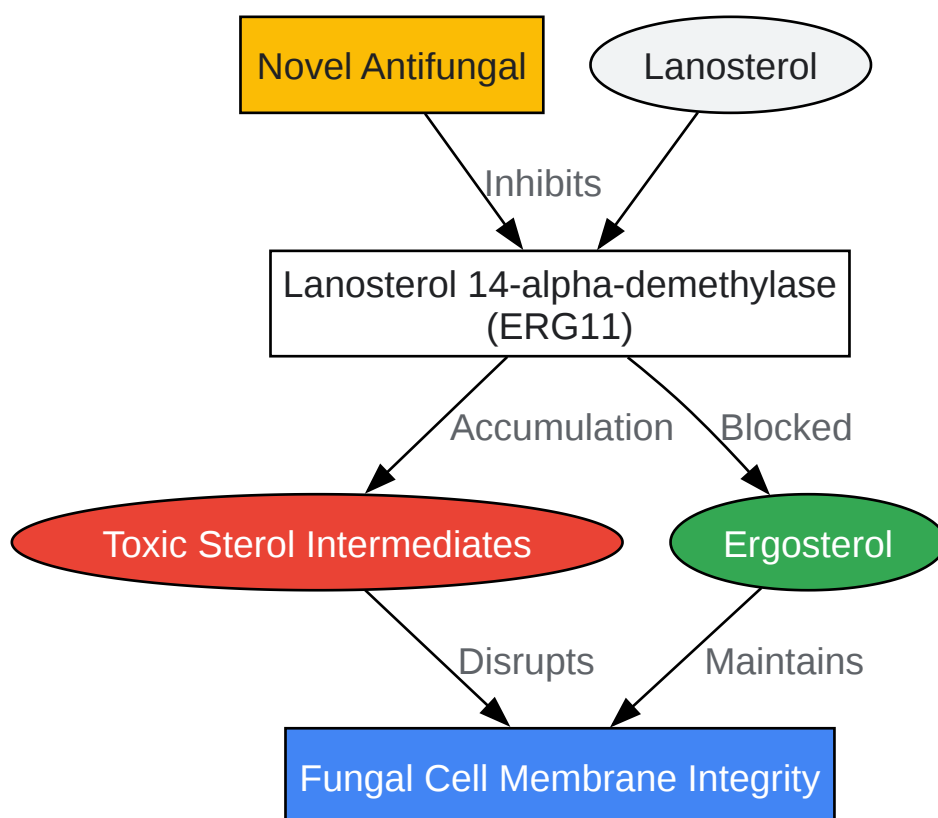 Novel Antifungal
Lanosterol
Inhibits
Lanosterol 14-alpha-demethylase
(ERG11)
Accumulation
Blocked
Toxic Sterol Intermediates
Ergosterol
Disrupts
Maintains
Fungal Cell Membrane Integrity